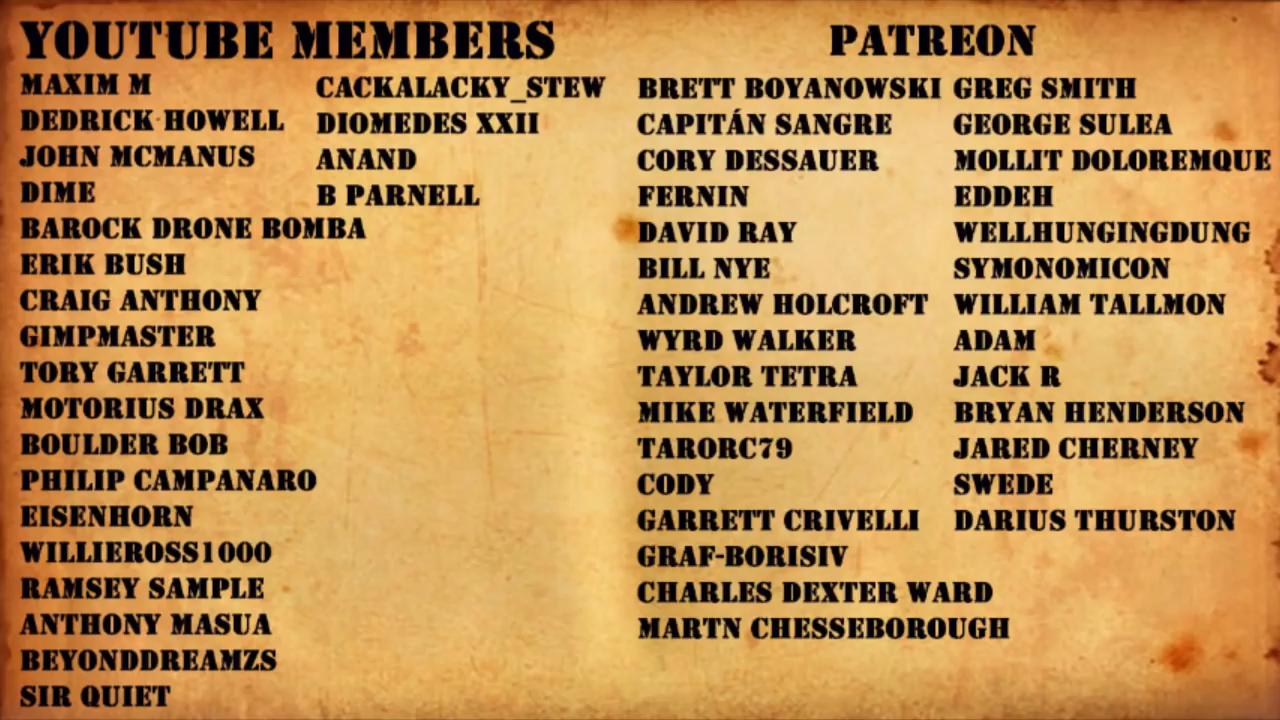 YOUTUBE MEMBERS
MAXIM M
DEDRICK HOWELL
JOHN MCMANUS
DIME
BAROCK DRONE BOMBA
ERIK BUSH
CRAIG ANTHONY
GIMPMASTER
TORY GARRETT
MOTORIUS DRAX
BOULDER BOB
PHILIP CAMPANARO
EISENHORN
WILLIEROSS1000
RAMSEY SAMPLE
ANTHONY MASUA
BEYONDDREAMZS
SIR QUIET
CACKALACKY_STEW
DIOMEDES XXII
ANAND
B PARNELL
PATREON
BRETT BOYANOWSKI
CAPITÁN SANGRE
CORY DESSAUER
FERNIN
DAVID RAY
BILL NYE
ANDREW HOLCROFT
WYRD WALKER
TAYLOR TETRA
MIKE WATERFIELD
TARORC79
CODY
GARRETT CRIVELLI
GRAF-BORISIV
CHARLES DEXTER WARD
MARTN CHESSEBOROUGH
GREG SMITH
GEORGE SULEA
MOLLIT DOLOREMQUE
EDDEH
WELLHUNGINGDUNG
SYMONOMICON
WILLIAM TALLMON
ADAM
JACK R
BRYAN HENDERSON
JARED CHERNEY
SWEDE
DARIUS THURSTON